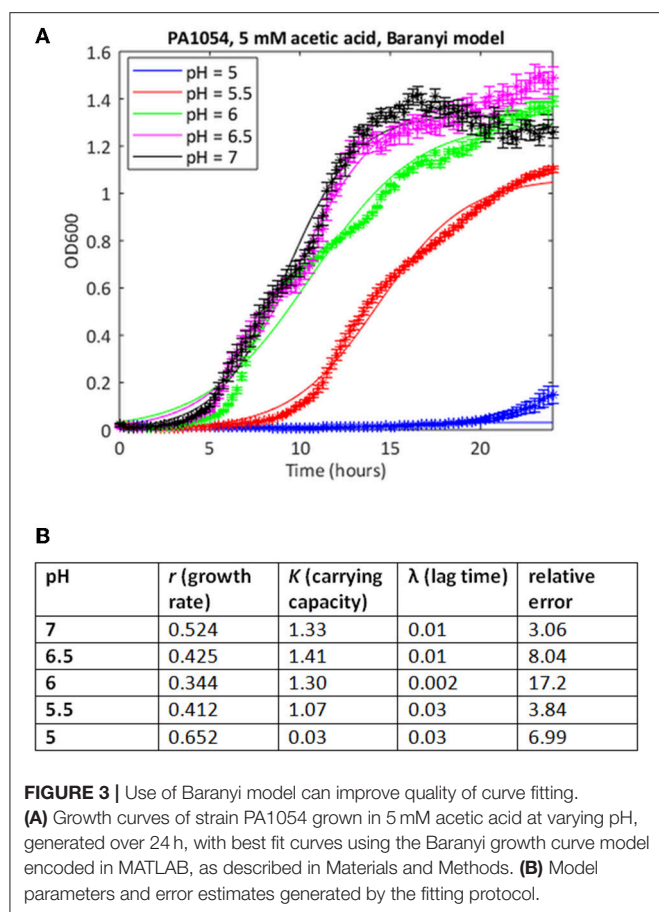 A
PA1054, 5 mM acetic acid, Baranyi model
1.6
1.4
1.2
1
0.8
0.6
0.4
0.2
0
OD600
pH = 5
pH = 5.5
pH = 6
pH = 6.5
pH = 7
0 5 10 15 20
Time (hours)
B
pH r (growth rate) K (carrying capacity) λ (lag time) relative error
7 0.524 1.33 0.01 3.06
6.5 0.425 1.41 0.01 8.04
6 0.344 1.30 0.002 17.2
5.5 0.412 1.07 0.03 3.84
5 0.652 0.03 0.03 6.99
FIGURE 3 | Use of Baranyi model can improve quality of curve fitting.
(A) Growth curves of strain PA1054 grown in 5 mM acetic acid at varying pH,
generated over 24 h, with best fit curves using the Baranyi growth curve model
encoded in MATLAB, as described in Materials and Methods. (B) Model
parameters and error estimates generated by the fitting protocol.